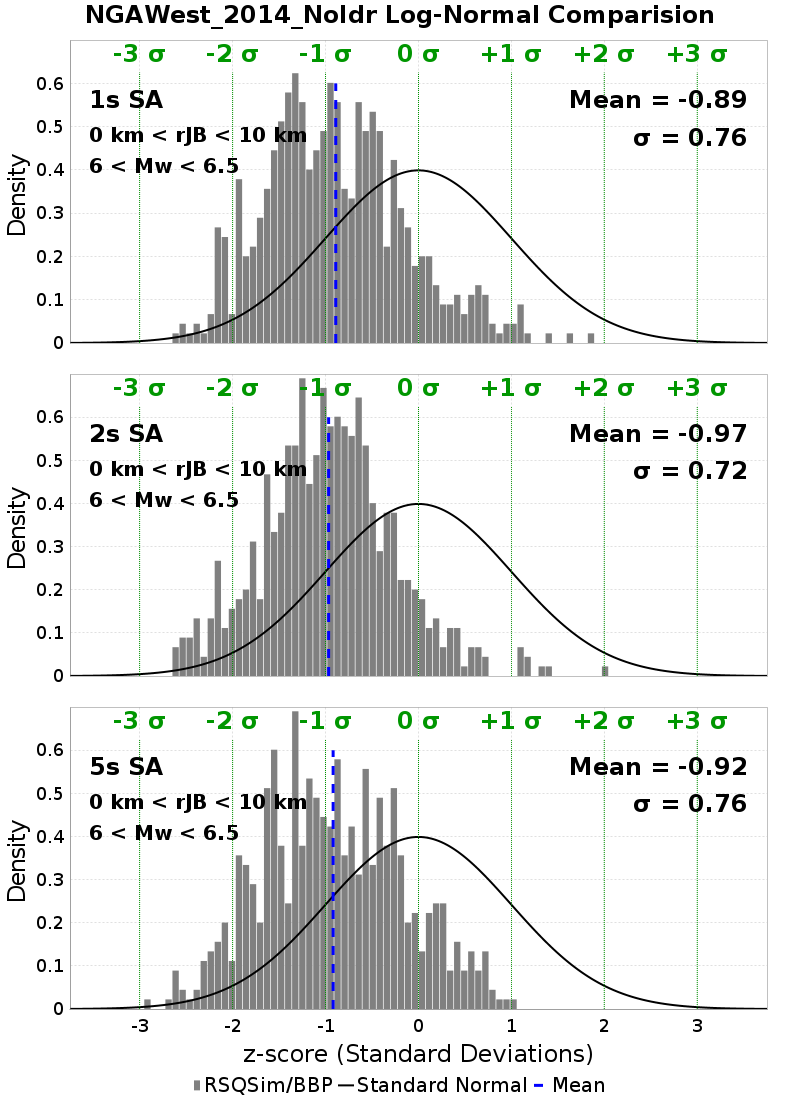 NGAWest_2014_NoIdr Log-Normal Comparision
-3 σ -2 σ -1 σ 0 σ +1 σ +2 σ +3 σ
1s SA
0 km < rJB < 10 km
6 < Mw < 6.5
Mean = -0.89
σ = 0.76
Density
0.6
0.5
0.4
0.3
0.2
0.1
0
-3 σ -2 σ -1 σ 0 σ +1 σ +2 σ +3 σ
2s SA
0 km < rJB < 10 km
6 < Mw < 6.5
Mean = -0.97
σ = 0.72
Density
0.6
0.5
0.4
0.3
0.2
0.1
0
-3 σ -2 σ -1 σ 0 σ +1 σ +2 σ +3 σ
5s SA
0 km < rJB < 10 km
6 < Mw < 6.5
Mean = -0.92
σ = 0.76
Density
0.6
0.5
0.4
0.3
0.2
0.1
0
-3 -2 -1 0 1 2 3
z-score (Standard Deviations)
RSQSim/BBP Standard Normal Mean